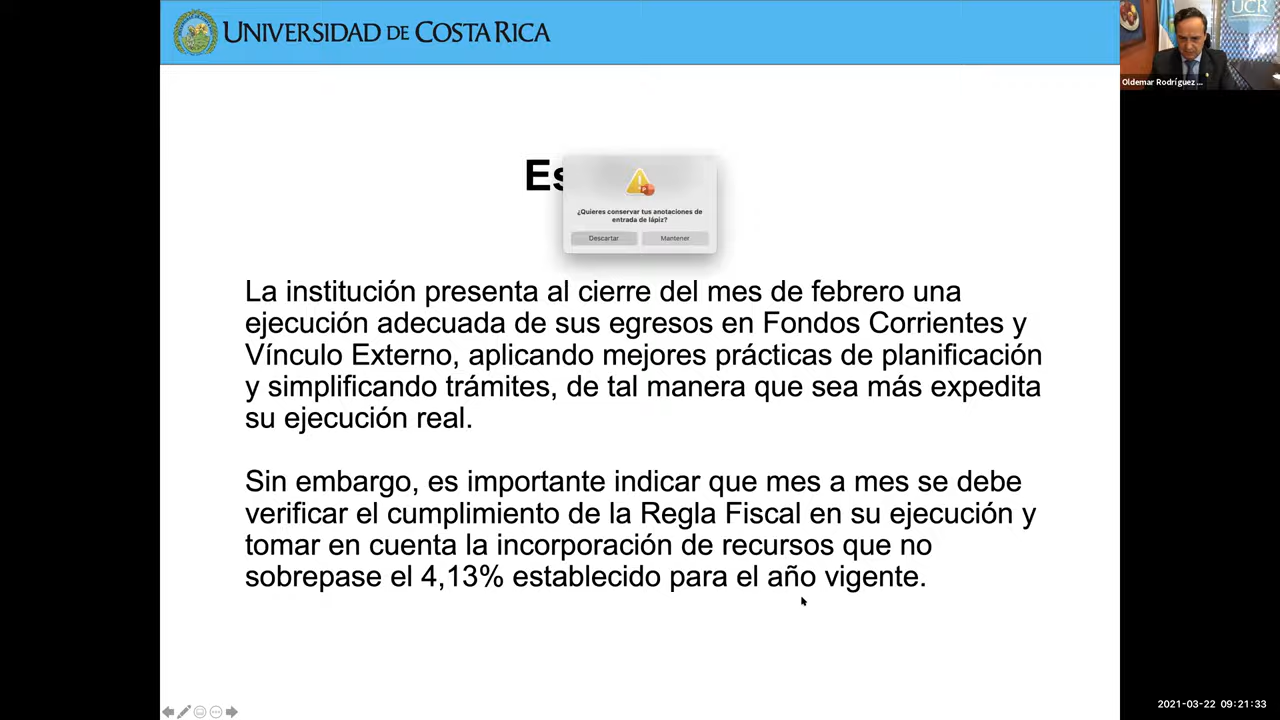 UNIVERSIDAD DE COSTA RICA
UCR
Oldemar Rodríguez ...
¿Quieres conservar tus anotaciones de
entrada de lápiz?
Descartar
Mantener
La institución presenta al cierre del mes de febrero una
ejecución adecuada de sus egresos en Fondos Corrientes y
Vínculo Externo, aplicando mejores prácticas de planificación
y simplificando trámites, de tal manera que sea más expedita
su ejecución real.
Sin embargo, es importante indicar que mes a mes se debe
verificar el cumplimiento de la Regla Fiscal en su ejecución y
tomar en cuenta la incorporación de recursos que no
sobrepase el 4,13% establecido para el año vigente.
2021-03-22 09:21:33